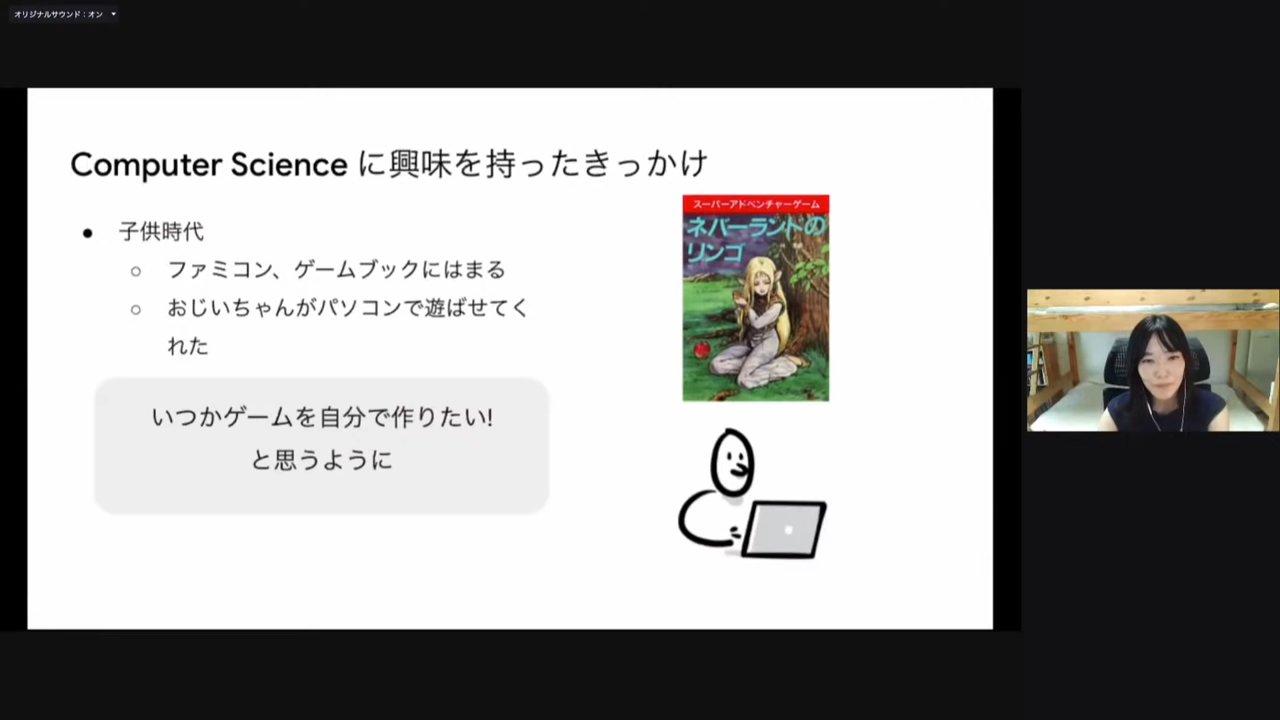 オリジナルサウンド：オン
Computer Science に興味を持ったきっかけ
子供時代
ファミコン、ゲームブックにはまる
おじいちゃんがパソコンで遊ばせてく
れた
いつかゲームを自分で作りたい!
と思うように
スーパーアドベンチャーゲーム
ネバーランドの
リンゴ